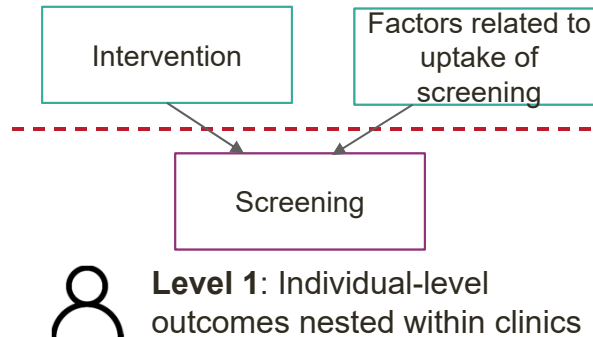 Intervention
Factors related to
uptake of
screening
Screening
Level 1: Individual-level
outcomes nested within clinics